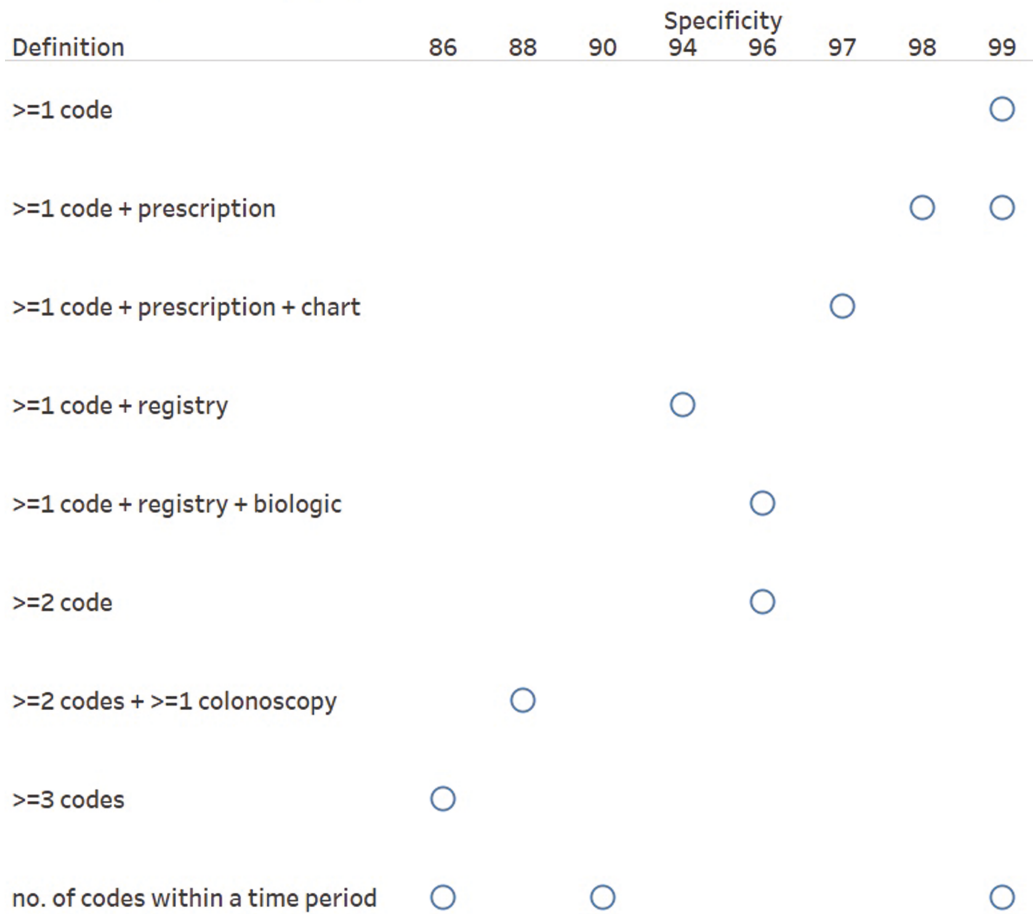 Specificity
Definition 86 88 90 94 96 97 98 99
>=1 code
>=1 code + prescription
>=1 code + prescription + chart
>=1 code + registry
>=1 code + registry + biologic
>=2 code
>=2 codes + >=1 colonoscopy
>=3 codes
no. of codes within a time period